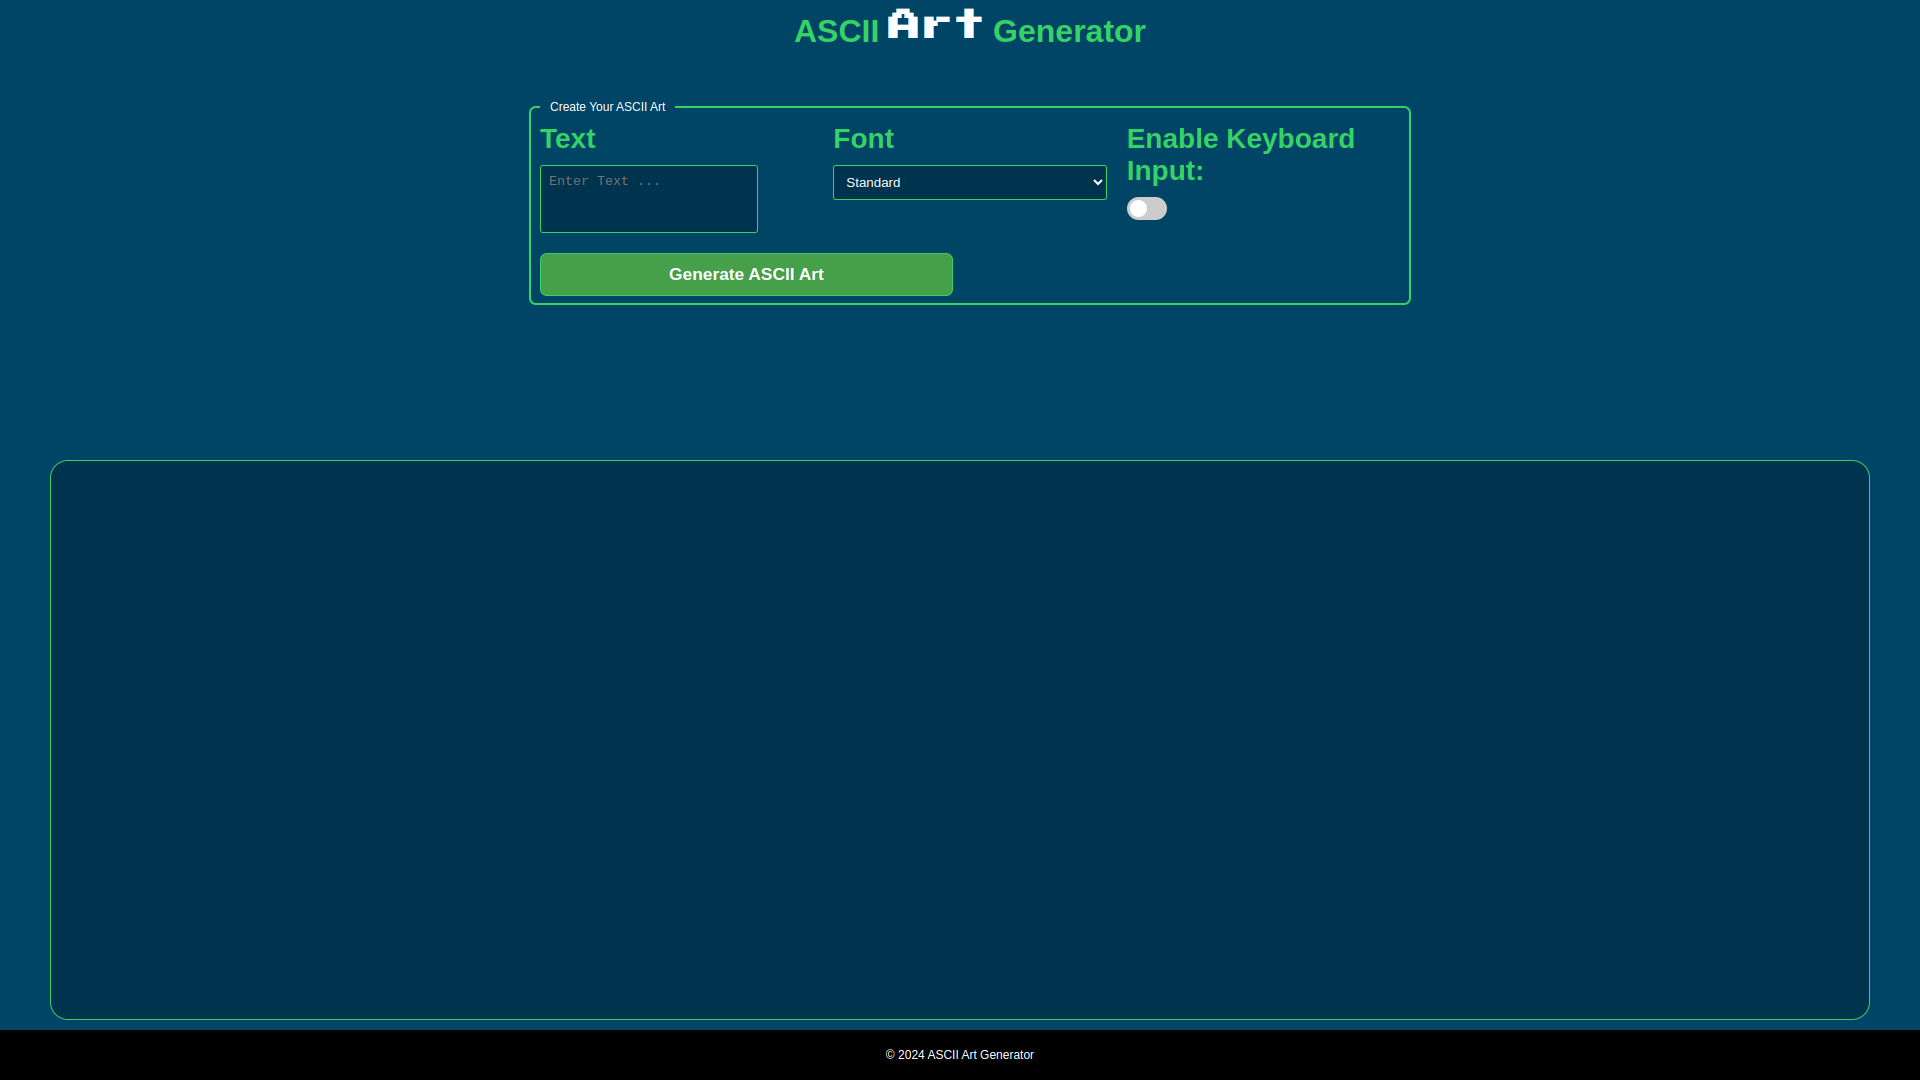 ASCII Art Generator
Create Your ASCII Art
Text
Font
Enable Keyboard
Input:
Enter Text ...
Standard
Generate ASCII Art
© 2024 ASCII Art Generator